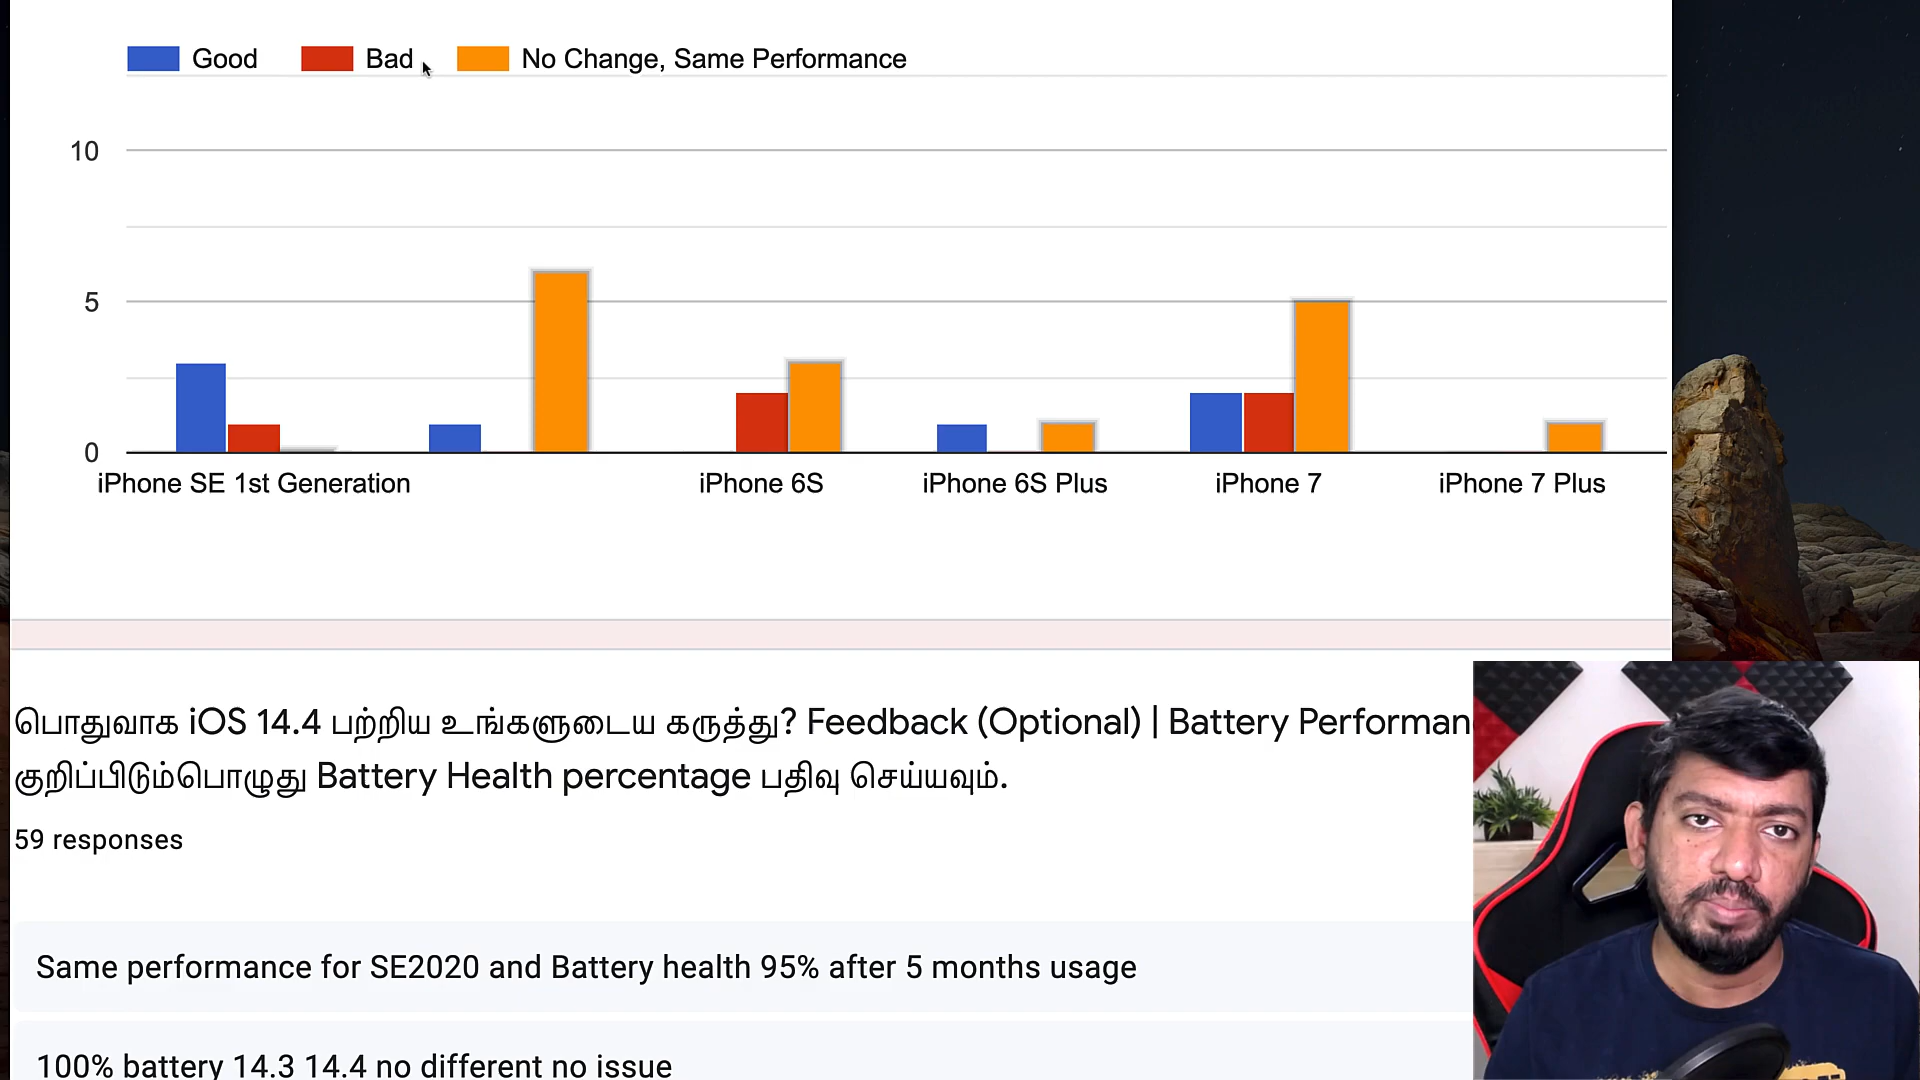 Good Bad No Change, Same Performance
10
5
0
iPhone SE 1st Generation iPhone 6S iPhone 6S Plus iPhone 7 iPhone 7 Plus
பொதுவாக iOS 14.4 பற்றிய உங்களுடைய கருத்து? Feedback (Optional) | Battery Performan
குறிப்பிடும்பொழுது Battery Health percentage பதிவு செய்யவும்.
59 responses
Same performance for SE2020 and Battery health 95% after 5 months usage
100% battery 14.3 14.4 no different no issue